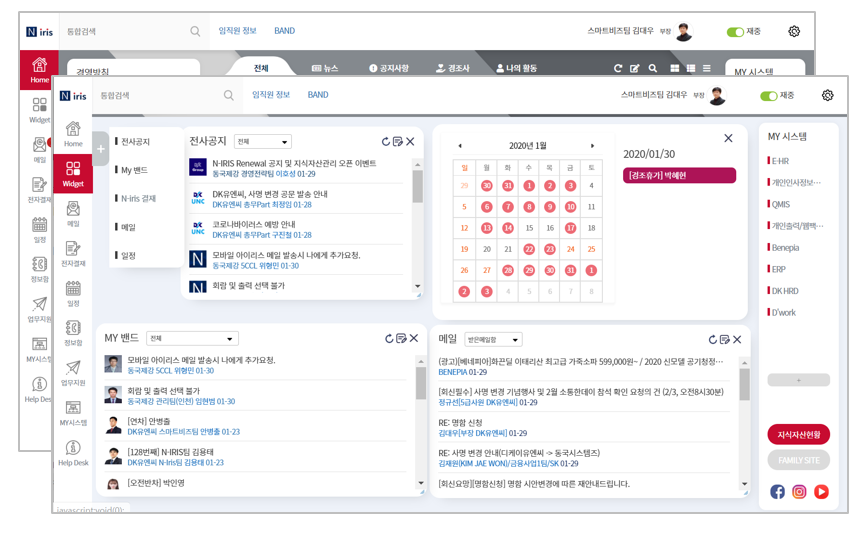 N iris 통합검색 임직원 정보 BAND 스마트비즈팀 김대우 부장 재중
Home
경영방침 전체 뉴스 공지사항 경조사 나의 활동 MY 시스템
Widget
메일
전자결재
일정
정보함
업무지원
MY시스템
Help Desk
N iris 통합검색 임직원 정보 BAND 스마트비즈팀 김대우 부장 재중
Home
Widget
메일
전자결재
일정
정보함
업무지원
MY시스템
Help Desk
+
전사공지
My 밴드
N-iris 결재
메일
일정
전사공지 전체
N-IRIS Renewal 공지 및 지식자산관리 오픈 이벤트
동국제강 경영전략팀 이효성 01-29
DK유엔씨, 사명 변경 공문 발송 안내
DK유엔씨 총무Part 최정임 01-28
코로나바이러스 예방 안내
DK유엔씨 총무Part 구진철 01-28
모바일 아이리스 메일 발송시 나에게 추가요청.
동국제강 5CCL 위형민 01-30
회람 및 출력 선택 불가
2020년 1월
일 월 화 수 목 금 토
29 30 31 1 2 3 4
5 6 7 8 9 10 11
12 13 14 15 16 17 18
19 20 21 22 23 24 25
26 27 28 29 30 31 1
2 3 4 5 6 7 8
2020/01/30
[경조휴가] 박혜현
MY 시스템
E-HR
개인인사정보···
QMIS
개인출력/웹백···
Benepia
ERP
DK HRD
D'work
+
지식자산현황
FAMILY SITE
MY 밴드 전체
모바일 아이리스 메일 발송시 나에게 추가요청.
동국제강 5CCL 위형민 01-30
회람 및 출력 선택 불가
동국제강 관리팀(인천) 임현범 01-30
[연차] 안병출
DK유엔씨 스마트비즈팀 안병출 01-23
[128번째] N-IRIS팀 김용태
DK유엔씨 N-Iris팀 김용태 01-23
[오전반차] 박인영
메일 받은메일함
(광고)[베네피아]화끈딜 이태리산 최고급 가죽소파 599,000원~ / 2020 신모델 공기청정···
BENEPIA 01-29
[회신필수] 사명 변경 기념행사 및 2월 소통한데이 참석 확인 요청의 건 (2/3, 오전8시30분)
정규선[5급사원 DK유엔씨] 01-29
RE: 명함 신청
김대우[부장 DK유엔씨] 01-29
RE: 사명 변경 안내(디케이유엔씨 -> 동국시스템즈)
김재원(KIM JAE WON)/금융사업1팀/SK 01-29
[회신요망][명함신청] 명함 시안변경에 따른 재안내드립니다.
javascript:void(0);